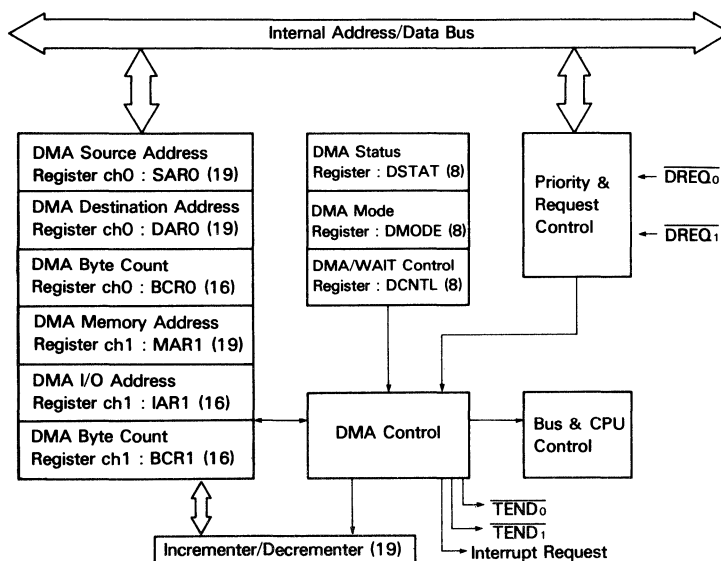 Internal Address/Data Bus
DMA Source Address
Register ch0 : SAR0 (19)
DMA Destination Address
Register ch0 : DAR0 (19)
DMA Byte Count
Register ch0 : BCR0 (16)
DMA Memory Address
Register ch1 : MAR1 (19)
DMA I/O Address
Register ch1 : IAR1 (16)
DMA Byte Count
Register ch1 : BCR1 (16)
DMA Status
Register : DSTAT (8)
DMA Mode
Register : DMODE (8)
DMA/WAIT Control
Register : DCNTL (8)
Priority &
Request
Control
DREQ0
DREQ1
DMA Control
Bus & CPU
Control
TEND0
TEND1
Interrupt Request
Incrementer/Decrementer (19)